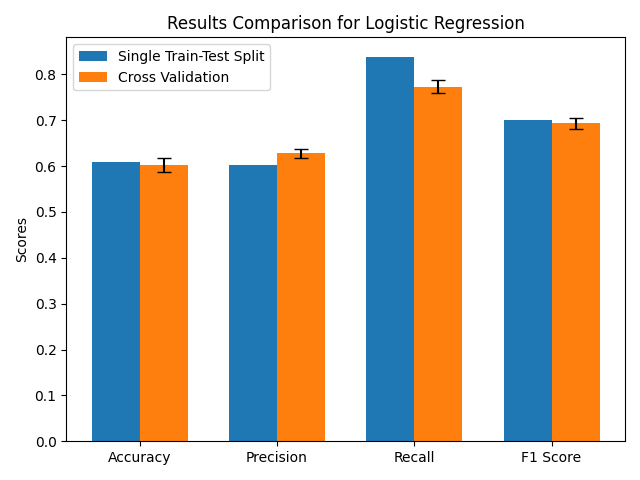 Results Comparison for Logistic Regression
Single Train-Test Split
Cross Validation
Scores
0.8
0.7
0.6
0.5
0.4
0.3
0.2
0.1
0.0
Accuracy
Precision
Recall
F1 Score